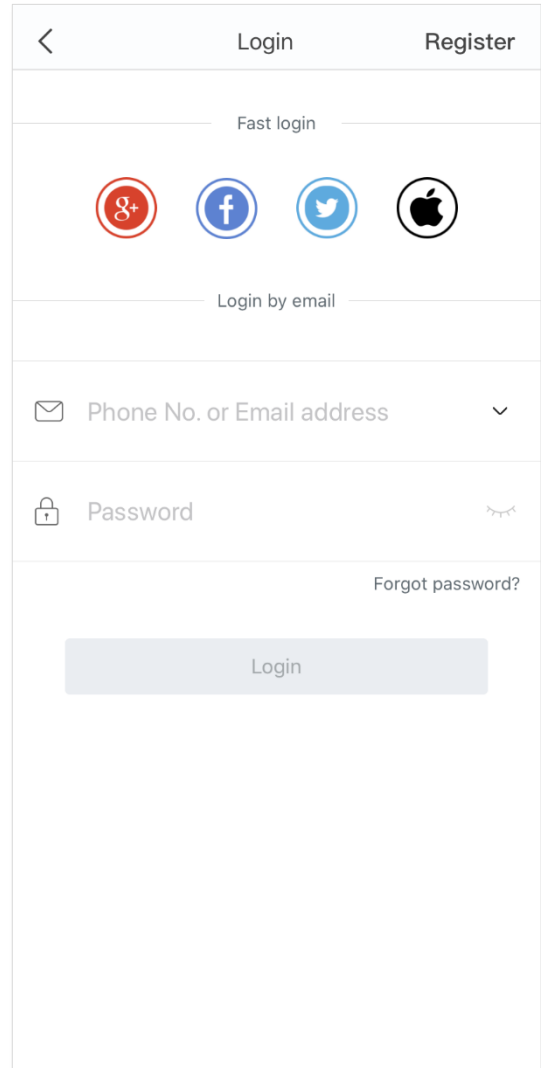 Login
Register
Fast login
g+
Login by email
Phone No. or Email address
Password
Forgot password?
Login